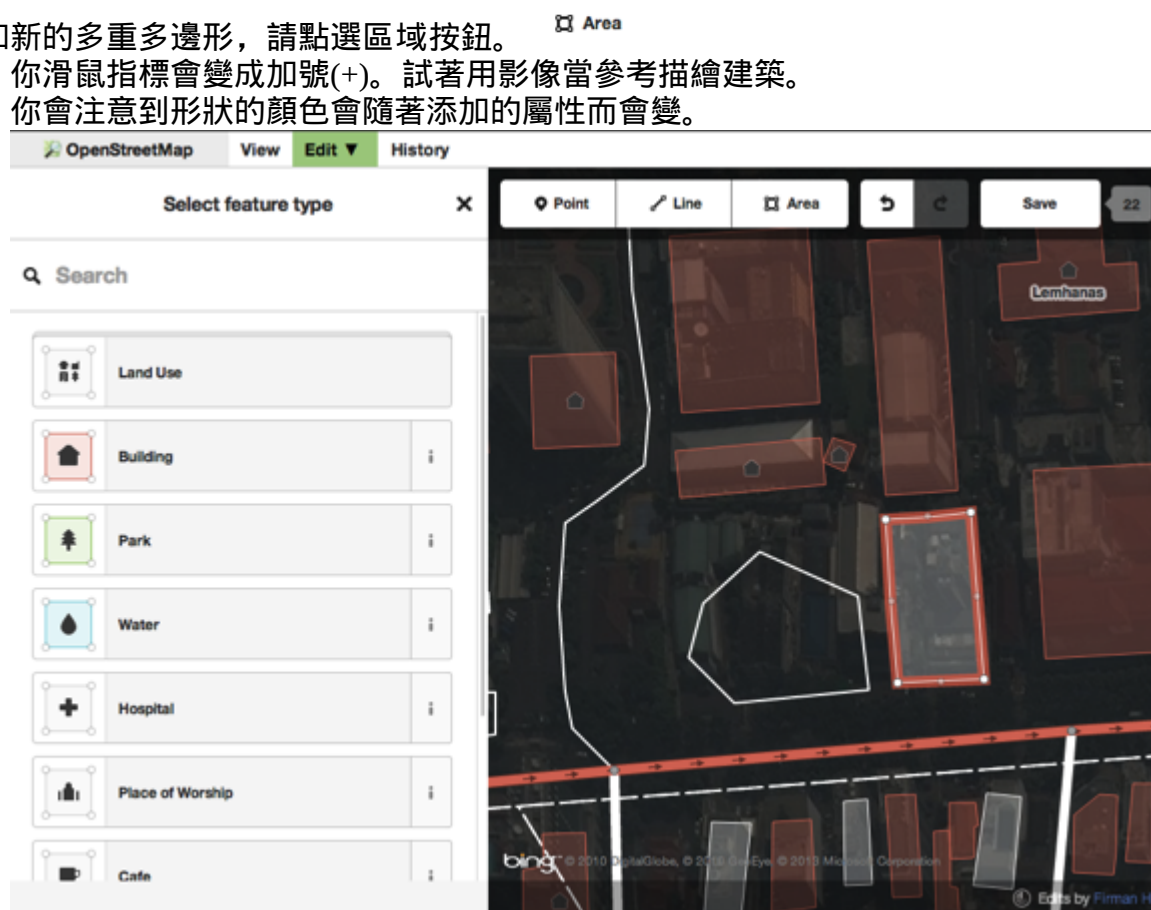 新的多重多邊形，請點選區域按鈕。 Area
你滑鼠指標會變成加號(+)。試著用影像當參考描繪建築。
你會注意到形狀的顏色會隨著添加的屬性而會變。
OpenStreetMap View Edit ▼ History
Select feature type
Point Line Area Save 22
Search
Lemhanas
Land Use
Building
Park
Water
Hospital
Place of Worship
Cafe
bing © 2010 DigitalGlobe, © GeoEye, © 2013 Microsoft Corporation
Edits by Firman H